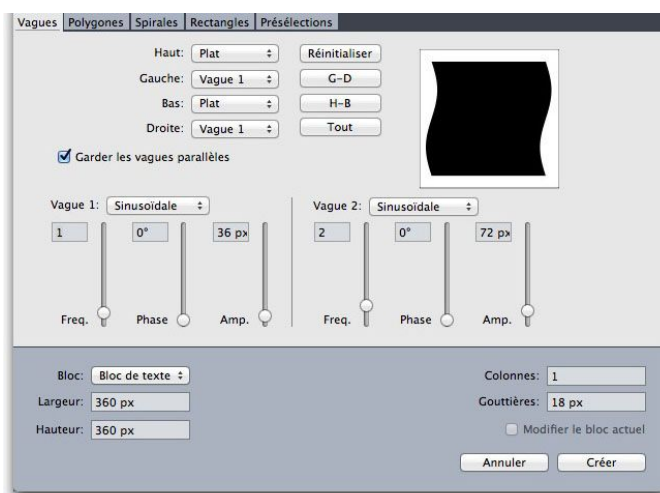 Vagues Polygones Spirales Rectangles Présélections
Haut: Plat Réinitialiser
Gauche: Vague 1 G-D
Bas: Plat H-B
Droite: Vague 1 Tout
Garder les vagues parallèles
Vague 1: Sinusoïdale Vague 2: Sinusoïdale
1 0° 36 px 2 0° 72 px
Freq. Phase Amp. Freq. Phase Amp.
Bloc: Bloc de texte Colonnes: 1
Largeur: 360 px Gouttières: 18 px
Hauteur: 360 px Modifier le bloc actuel
Annuler Créer